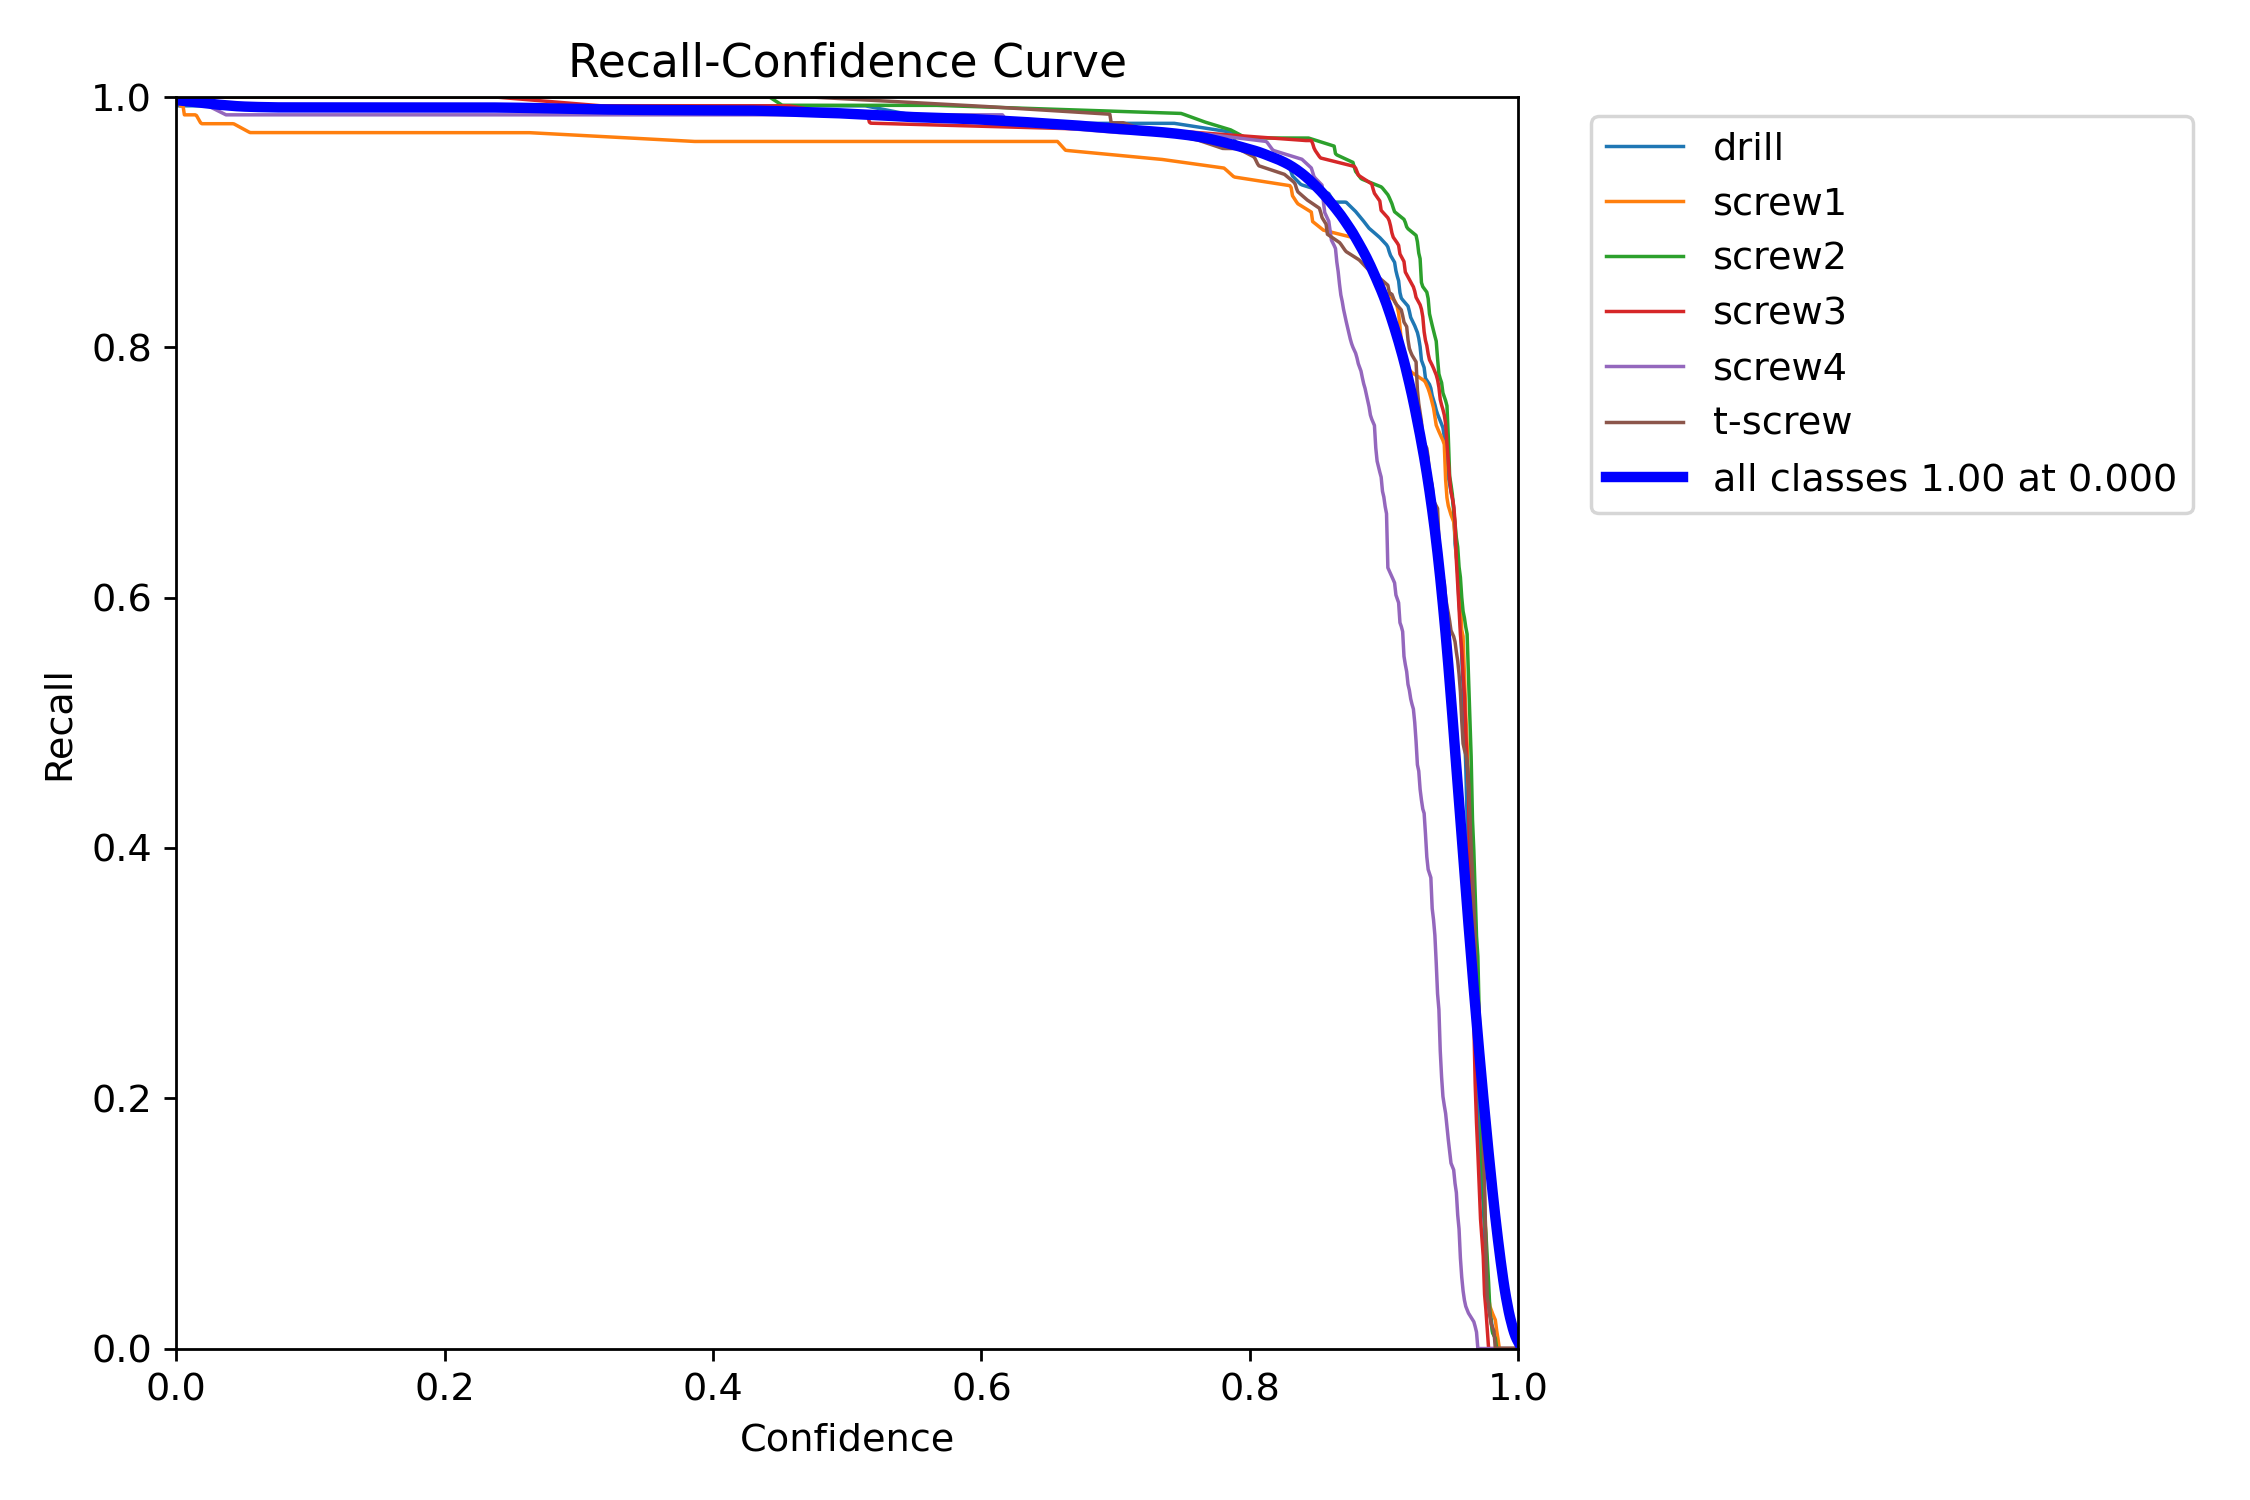 Recall-Confidence Curve
1.0
0.8
0.6
0.4
0.2
0.0
Recall
0.0 0.2 0.4 0.6 0.8 1.0
Confidence
drill
screw1
screw2
screw3
screw4
t-screw
all classes 1.00 at 0.000